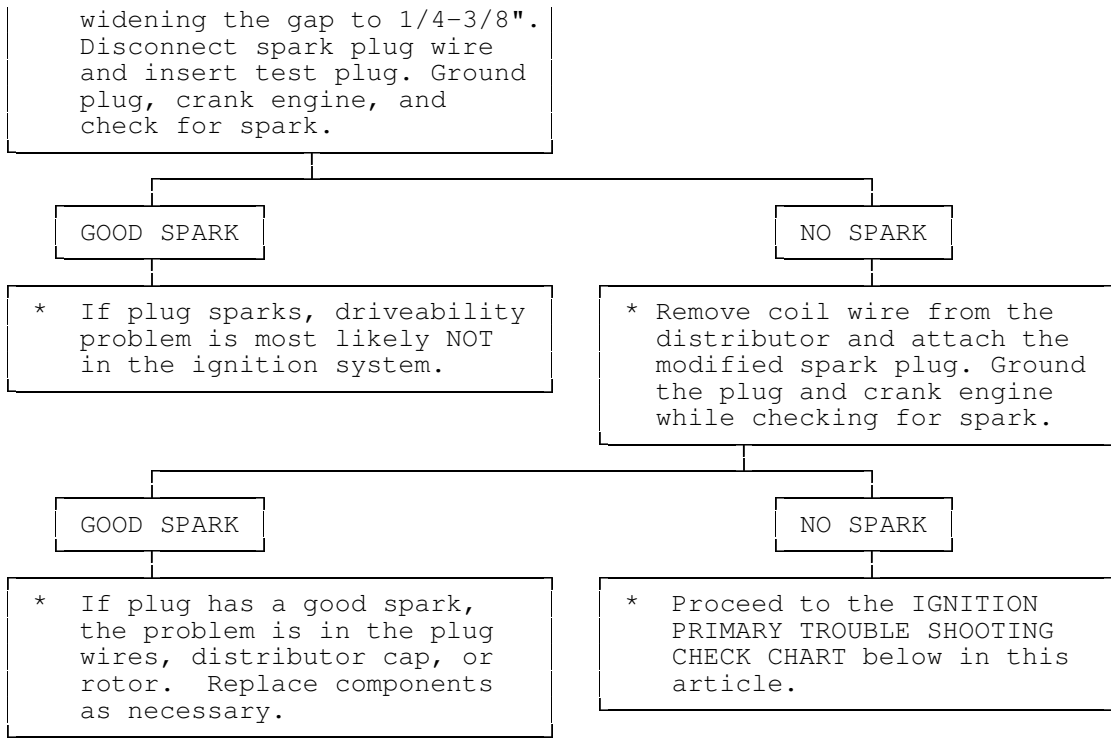 widening the gap to 1/4-3/8".
Disconnect spark plug wire
and insert test plug. Ground
plug, crank engine, and
check for spark.
GOOD SPARK
NO SPARK
* If plug sparks, driveability
problem is most likely NOT
in the ignition system.
* Remove coil wire from the
distributor and attach the
modified spark plug. Ground
the plug and crank engine
while checking for spark.
GOOD SPARK
NO SPARK
* If plug has a good spark,
the problem is in the plug
wires, distributor cap, or
rotor. Replace components
as necessary.
* Proceed to the IGNITION
PRIMARY TROUBLE SHOOTING
CHECK CHART below in this
article.